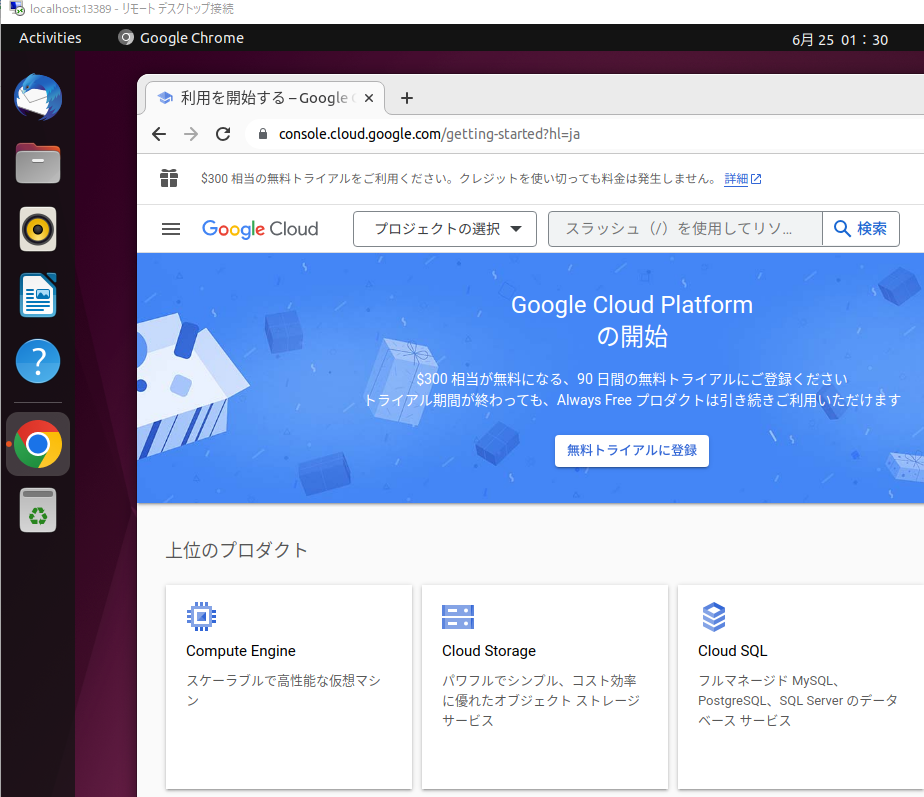 localhost:13389 - リモート デスクトップ接続
Activities
Google Chrome
6月 25 01：30
利用を開始する – Google C
console.cloud.google.com/getting-started?hl=ja
$300 相当の無料トライアルをご利用ください。クレジットを使い切っても料金は発生しません。 詳細
Google Cloud
プロジェクトの選択
スラッシュ（/）を使用してリソ...
検索
Google Cloud Platform
の開始
$300 相当が無料になる、90 日間の無料トライアルにご登録ください
トライアル期間が終わっても、Always Free プロダクトは引き続きご利用いただけます
無料トライアルに登録
上位のプロダクト
Compute Engine
スケーラブルで高性能な仮想マシ
ン
Cloud Storage
パワフルでシンプル、コスト効率
に優れたオブジェクト ストレージ
サービス
Cloud SQL
フルマネージド MySQL、
PostgreSQL、SQL Server のデータ
ベース サービス